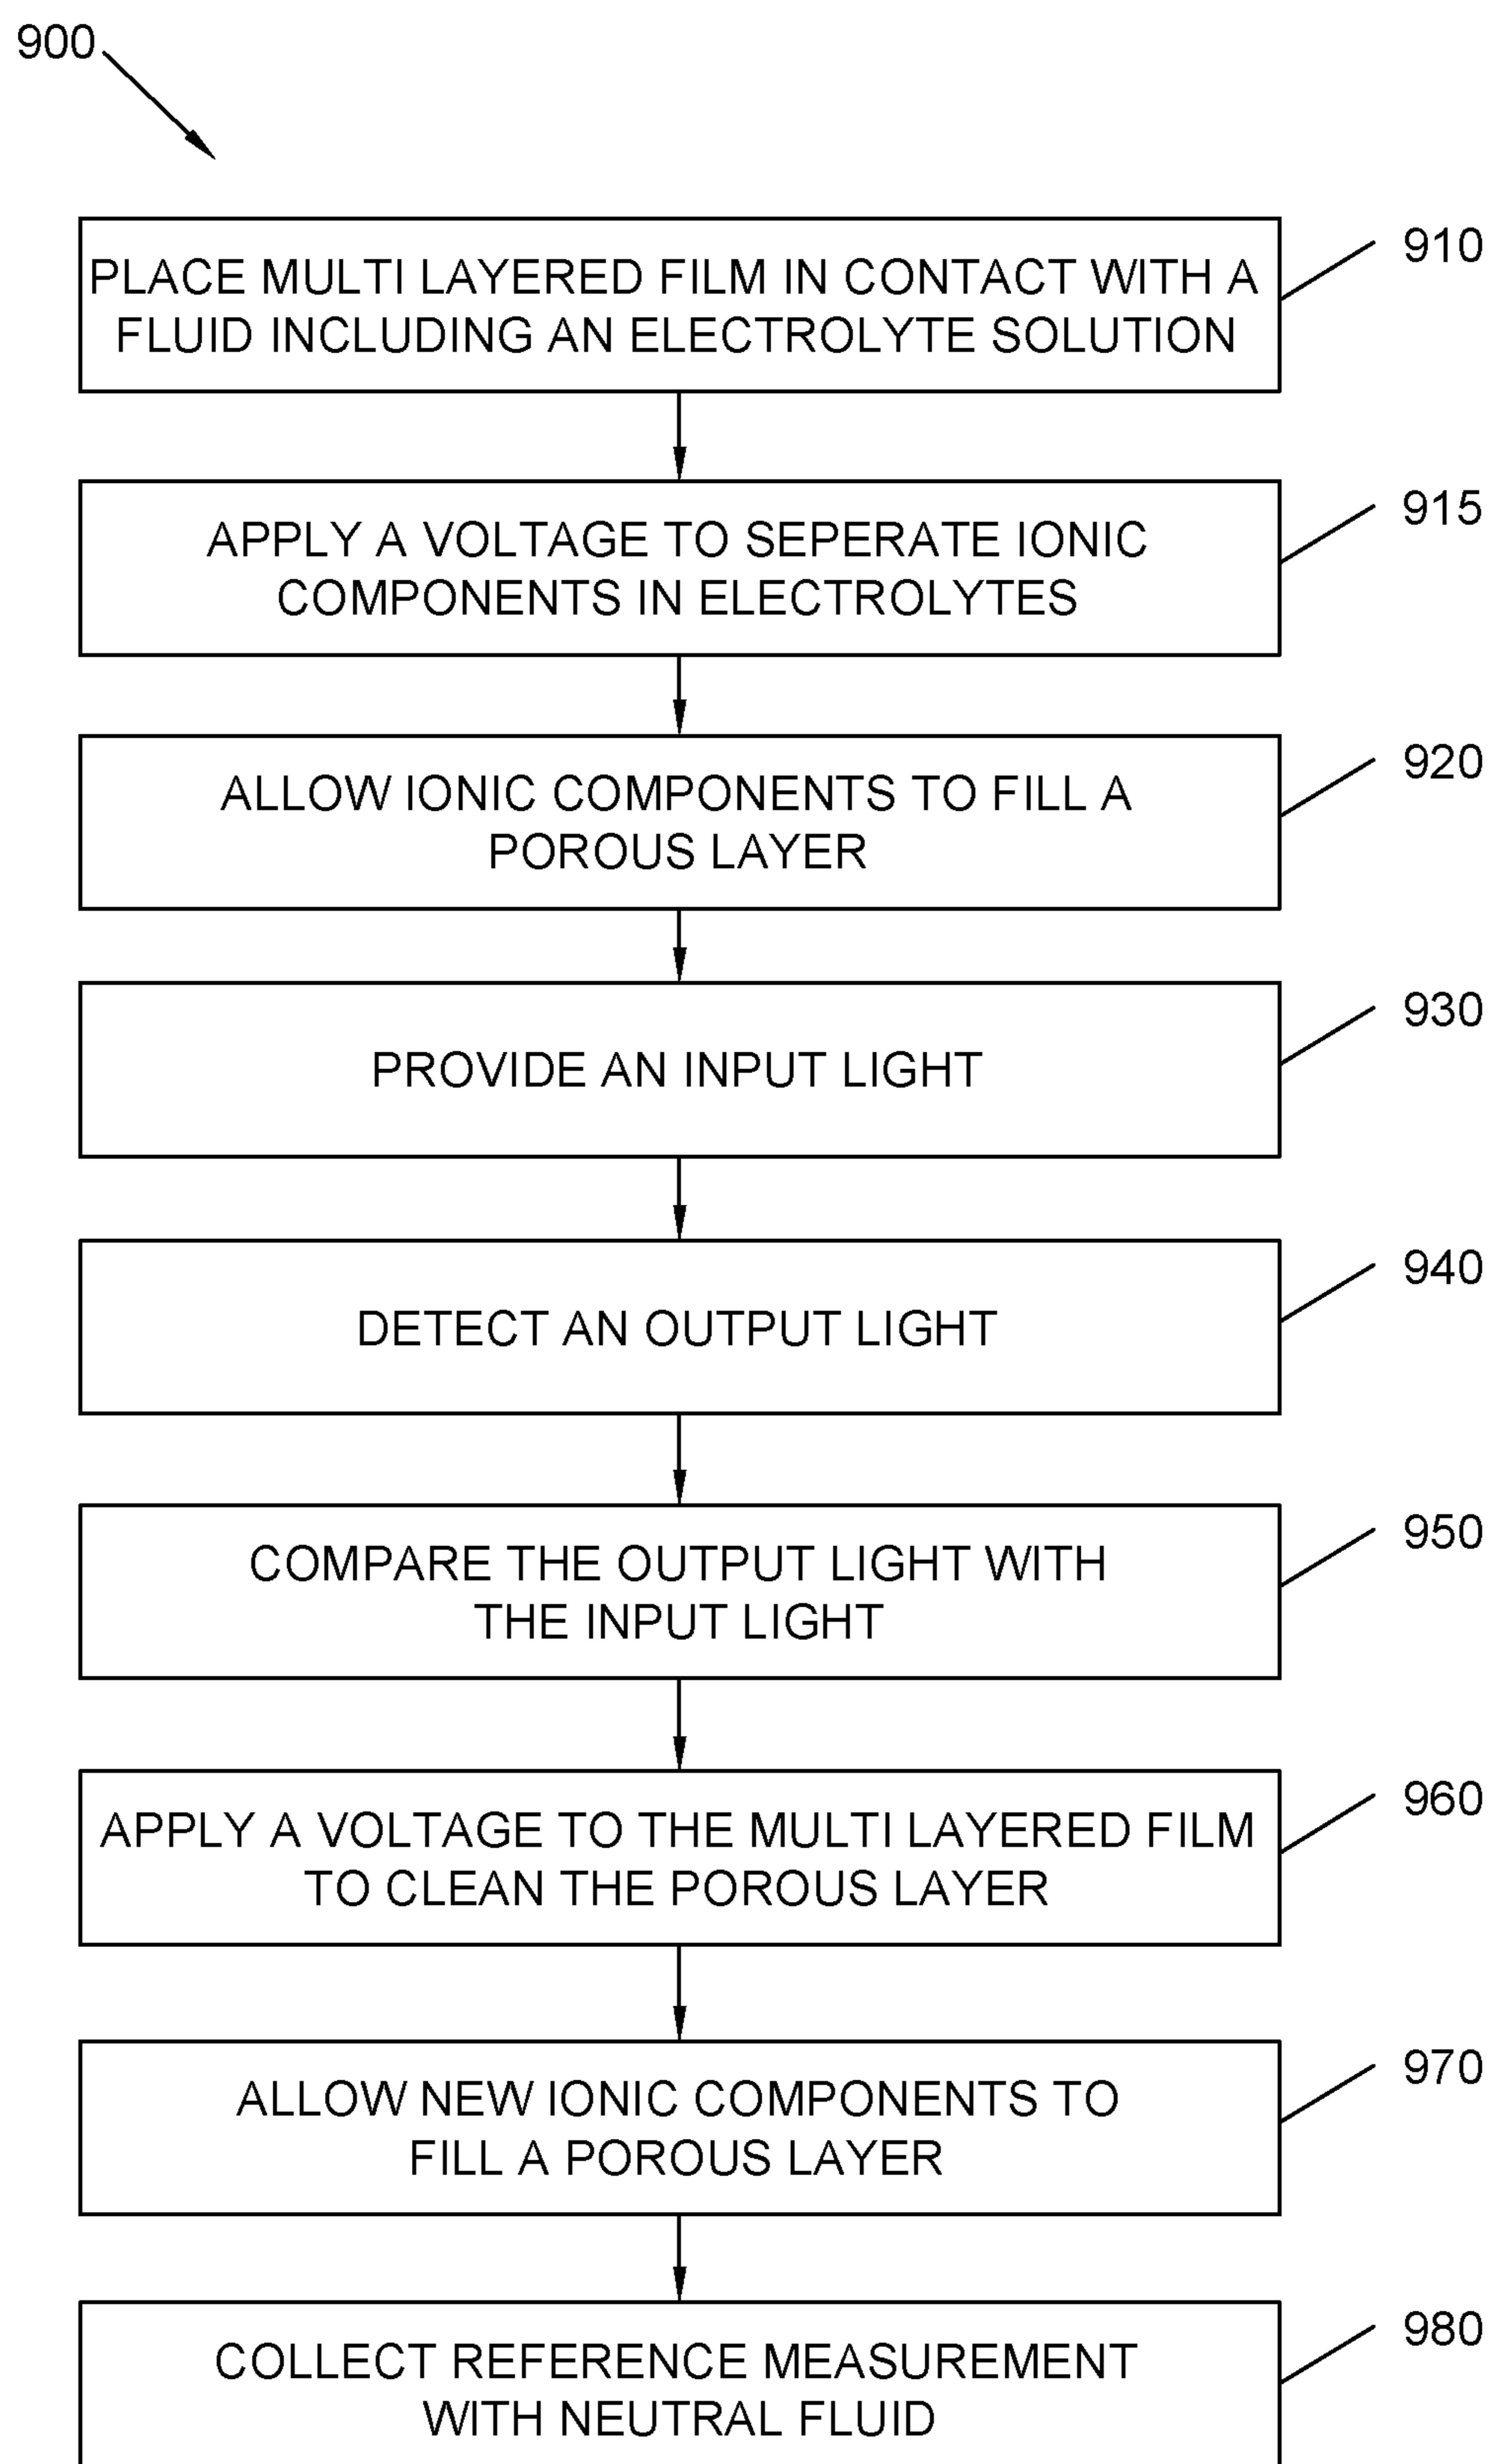 900
PLACE MULTI LAYERED FILM IN CONTACT WITH A
FLUID INCLUDING AN ELECTROLYTE SOLUTION
910
APPLY A VOLTAGE TO SEPERATE IONIC
COMPONENTS IN ELECTROLYTES
915
ALLOW IONIC COMPONENTS TO FILL A
POROUS LAYER
920
PROVIDE AN INPUT LIGHT
930
DETECT AN OUTPUT LIGHT
940
COMPARE THE OUTPUT LIGHT WITH
THE INPUT LIGHT
950
APPLY A VOLTAGE TO THE MULTI LAYERED FILM
TO CLEAN THE POROUS LAYER
960
ALLOW NEW IONIC COMPONENTS TO
FILL A POROUS LAYER
970
COLLECT REFERENCE MEASUREMENT
WITH NEUTRAL FLUID
980